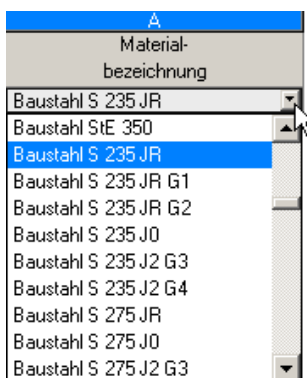 A
Material-
bezeichnung
Baustahl S 235 JR
Baustahl StE 350
Baustahl S 235 JR
Baustahl S 235 JR G1
Baustahl S 235 JR G2
Baustahl S 235 J0
Baustahl S 235 J2 G3
Baustahl S 235 J2 G4
Baustahl S 275 JR
Baustahl S 275 J0
Baustahl S 275 J2 G3